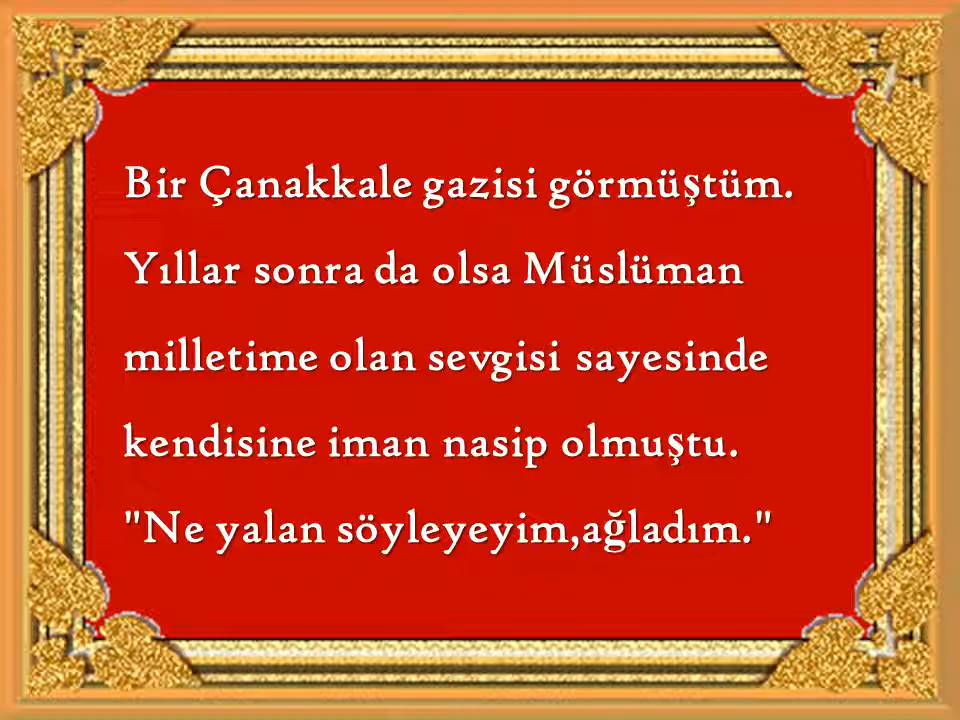 Bir Çanakkale gazisi görmüştüm.
Yıllar sonra da olsa Müslüman
milletime olan sevgisi sayesinde
kendisine iman nasip olmuştu.
"Ne yalan söyleyeyim,ağladım."